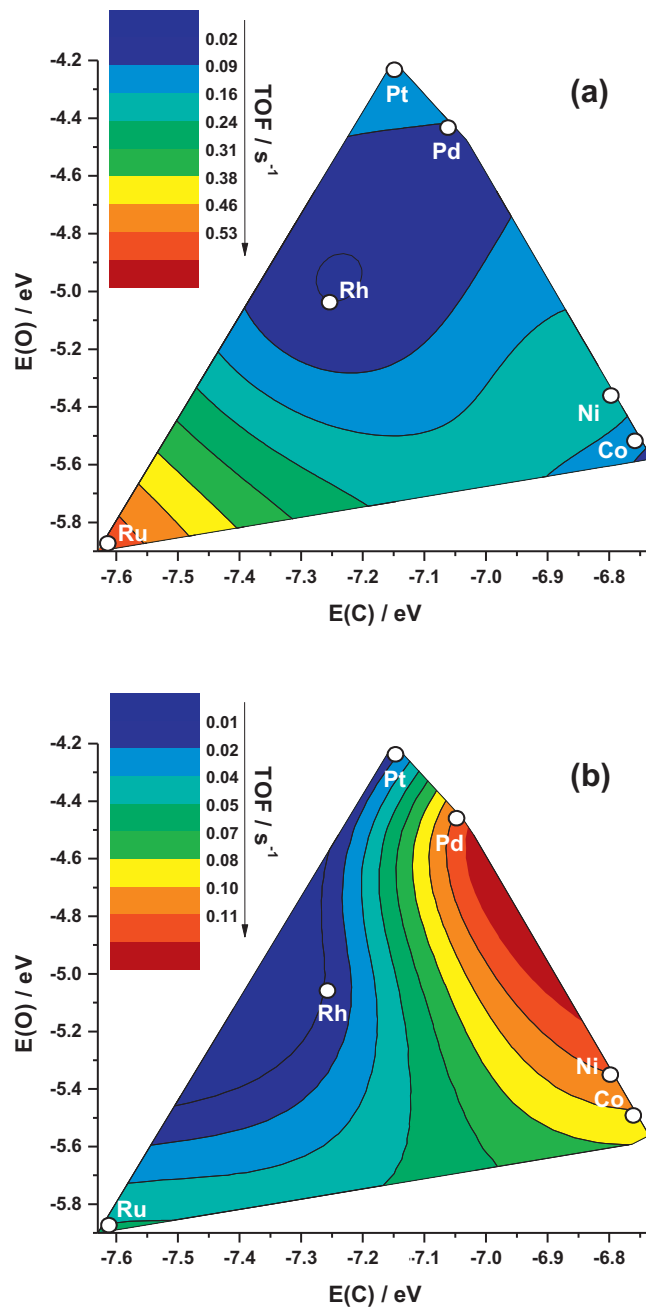 0.02
0.09
0.16
0.24
0.31
0.38
0.46
0.53
TOF / s⁻¹
(a)
-4.2
-4.4
-4.6
-4.8
-5.0
-5.2
-5.4
-5.6
-5.8
E(O) / eV
Pt
Pd
Rh
Ni
Co
Ru
-7.6
-7.5
-7.4
-7.3
-7.2
-7.1
-7.0
-6.9
-6.8
E(C) / eV
0.01
0.02
0.04
0.05
0.07
0.08
0.10
0.11
TOF / s⁻¹
(b)
-4.2
-4.4
-4.6
-4.8
-5.0
-5.2
-5.4
-5.6
-5.8
E(O) / eV
Pt
Pd
Rh
Ni
Co
Ru
-7.6
-7.5
-7.4
-7.3
-7.2
-7.1
-7.0
-6.9
-6.8
E(C) / eV